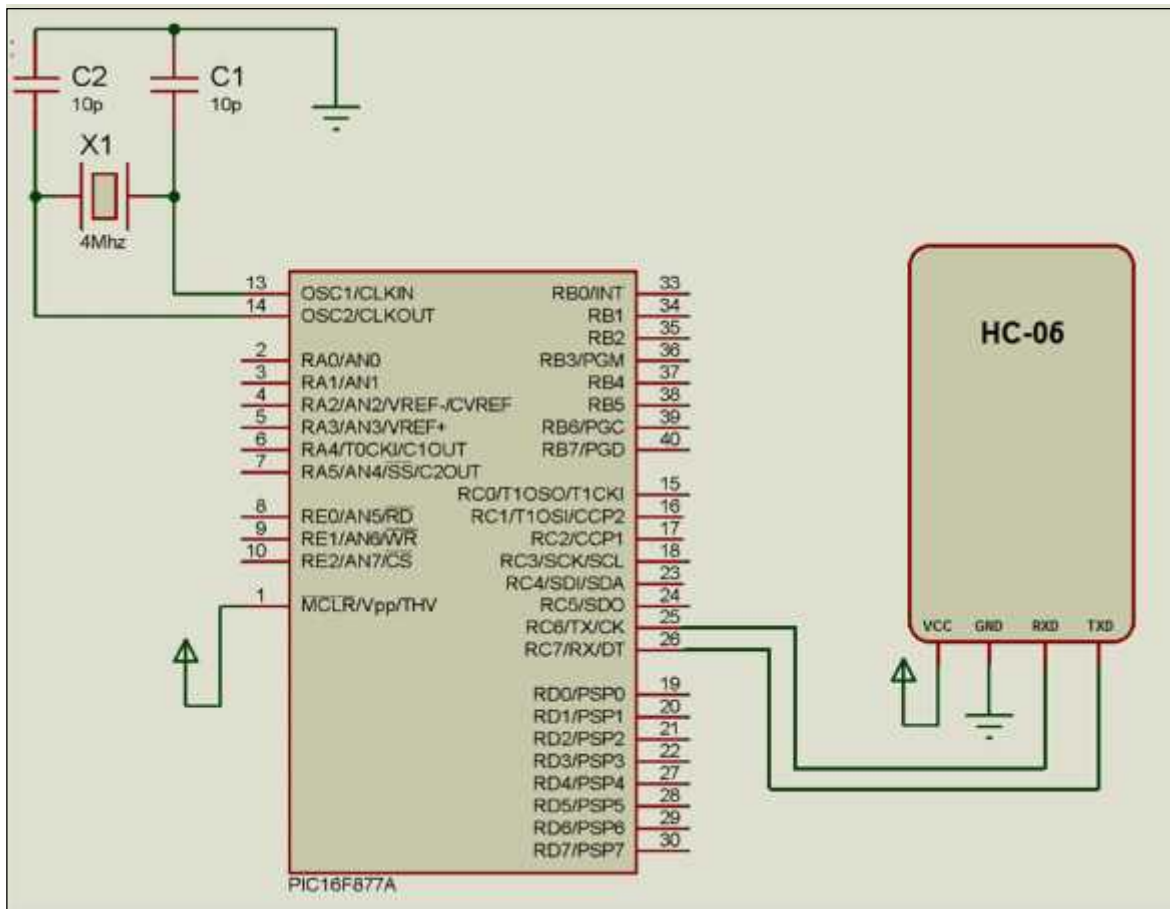 C2
10p
C1
10p
X1
4Mhz
13 OSC1/CLKIN
14 OSC2/CLKOUT
2 RA0/AN0
3 RA1/AN1
4 RA2/AN2/VREF-/CVREF
5 RA3/AN3/VREF+
6 RA4/T0CKI/C1OUT
7 RA5/AN4/SS/C2OUT
8 RE0/AN5/RD
9 RE1/AN6/WR
10 RE2/AN7/CS
1 MCLR/Vpp/THV
RB0/INT 33
RB1 34
RB2 35
RB3/PGM 36
RB4 37
RB5 38
RB6/PGC 39
RB7/PGD 40
RC0/T1OSO/T1CKI 15
RC1/T1OSI/CCP2 16
RC2/CCP1 17
RC3/SCK/SCL 18
RC4/SDI/SDA 23
RC5/SDO 24
RC6/TX/CK 25
RC7/RX/DT 26
RD0/PSP0 19
RD1/PSP1 20
RD2/PSP2 21
RD3/PSP3 22
RD4/PSP4 27
RD5/PSP5 28
RD6/PSP6 29
RD7/PSP7 30
PIC16F877A
HC-06
VCC GND RXD TXD